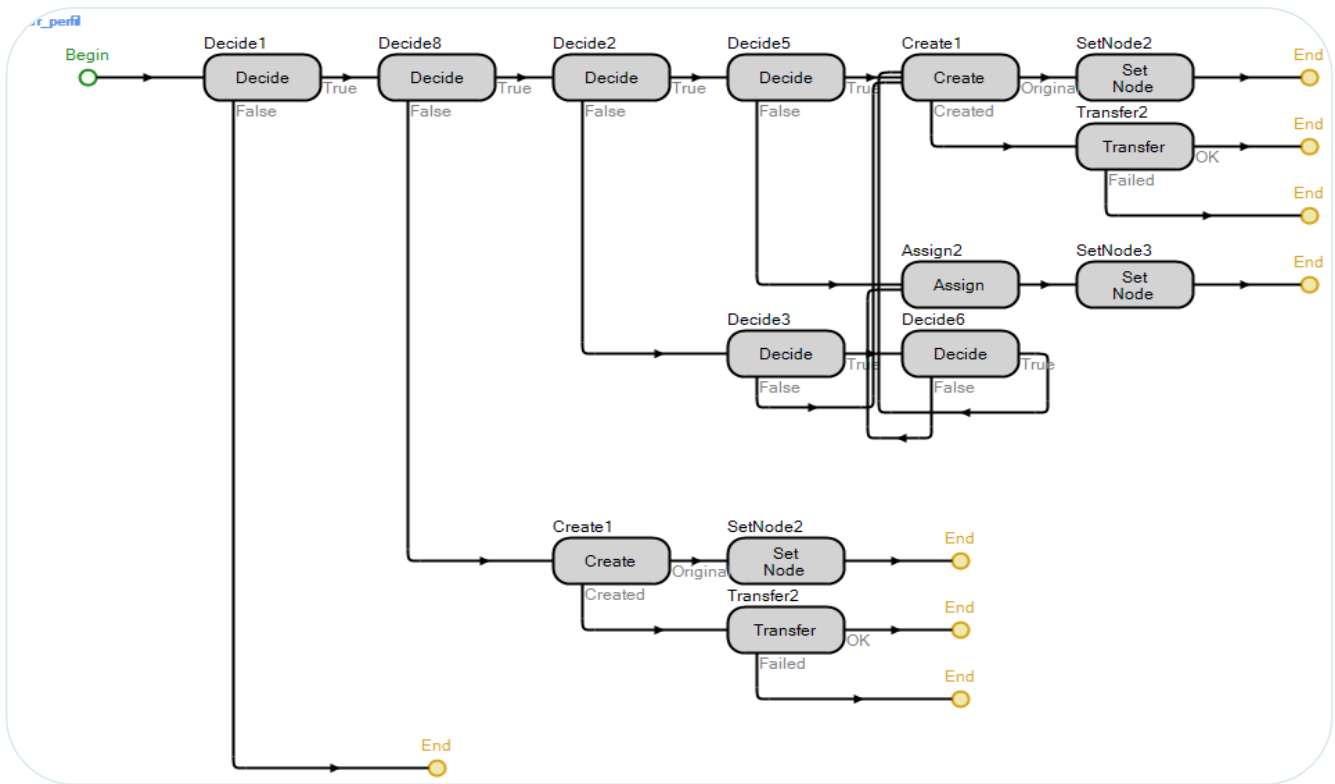 r_perfil
Decide1 Decide8 Decide2 Decide5 Create1 SetNode2 End
Begin
Decide Decide Decide Decide Create Set Node
True True True True Original
False False False False Created
Transfer2 End
Transfer
OK
Failed
End
Assign2 SetNode3 End
Assign Set Node
Decide3 Decide6
Decide Decide
True True
False False
Create1 SetNode2 End
Create Set Node
Original
Created
Transfer2 End
Transfer
OK
Failed
End
End